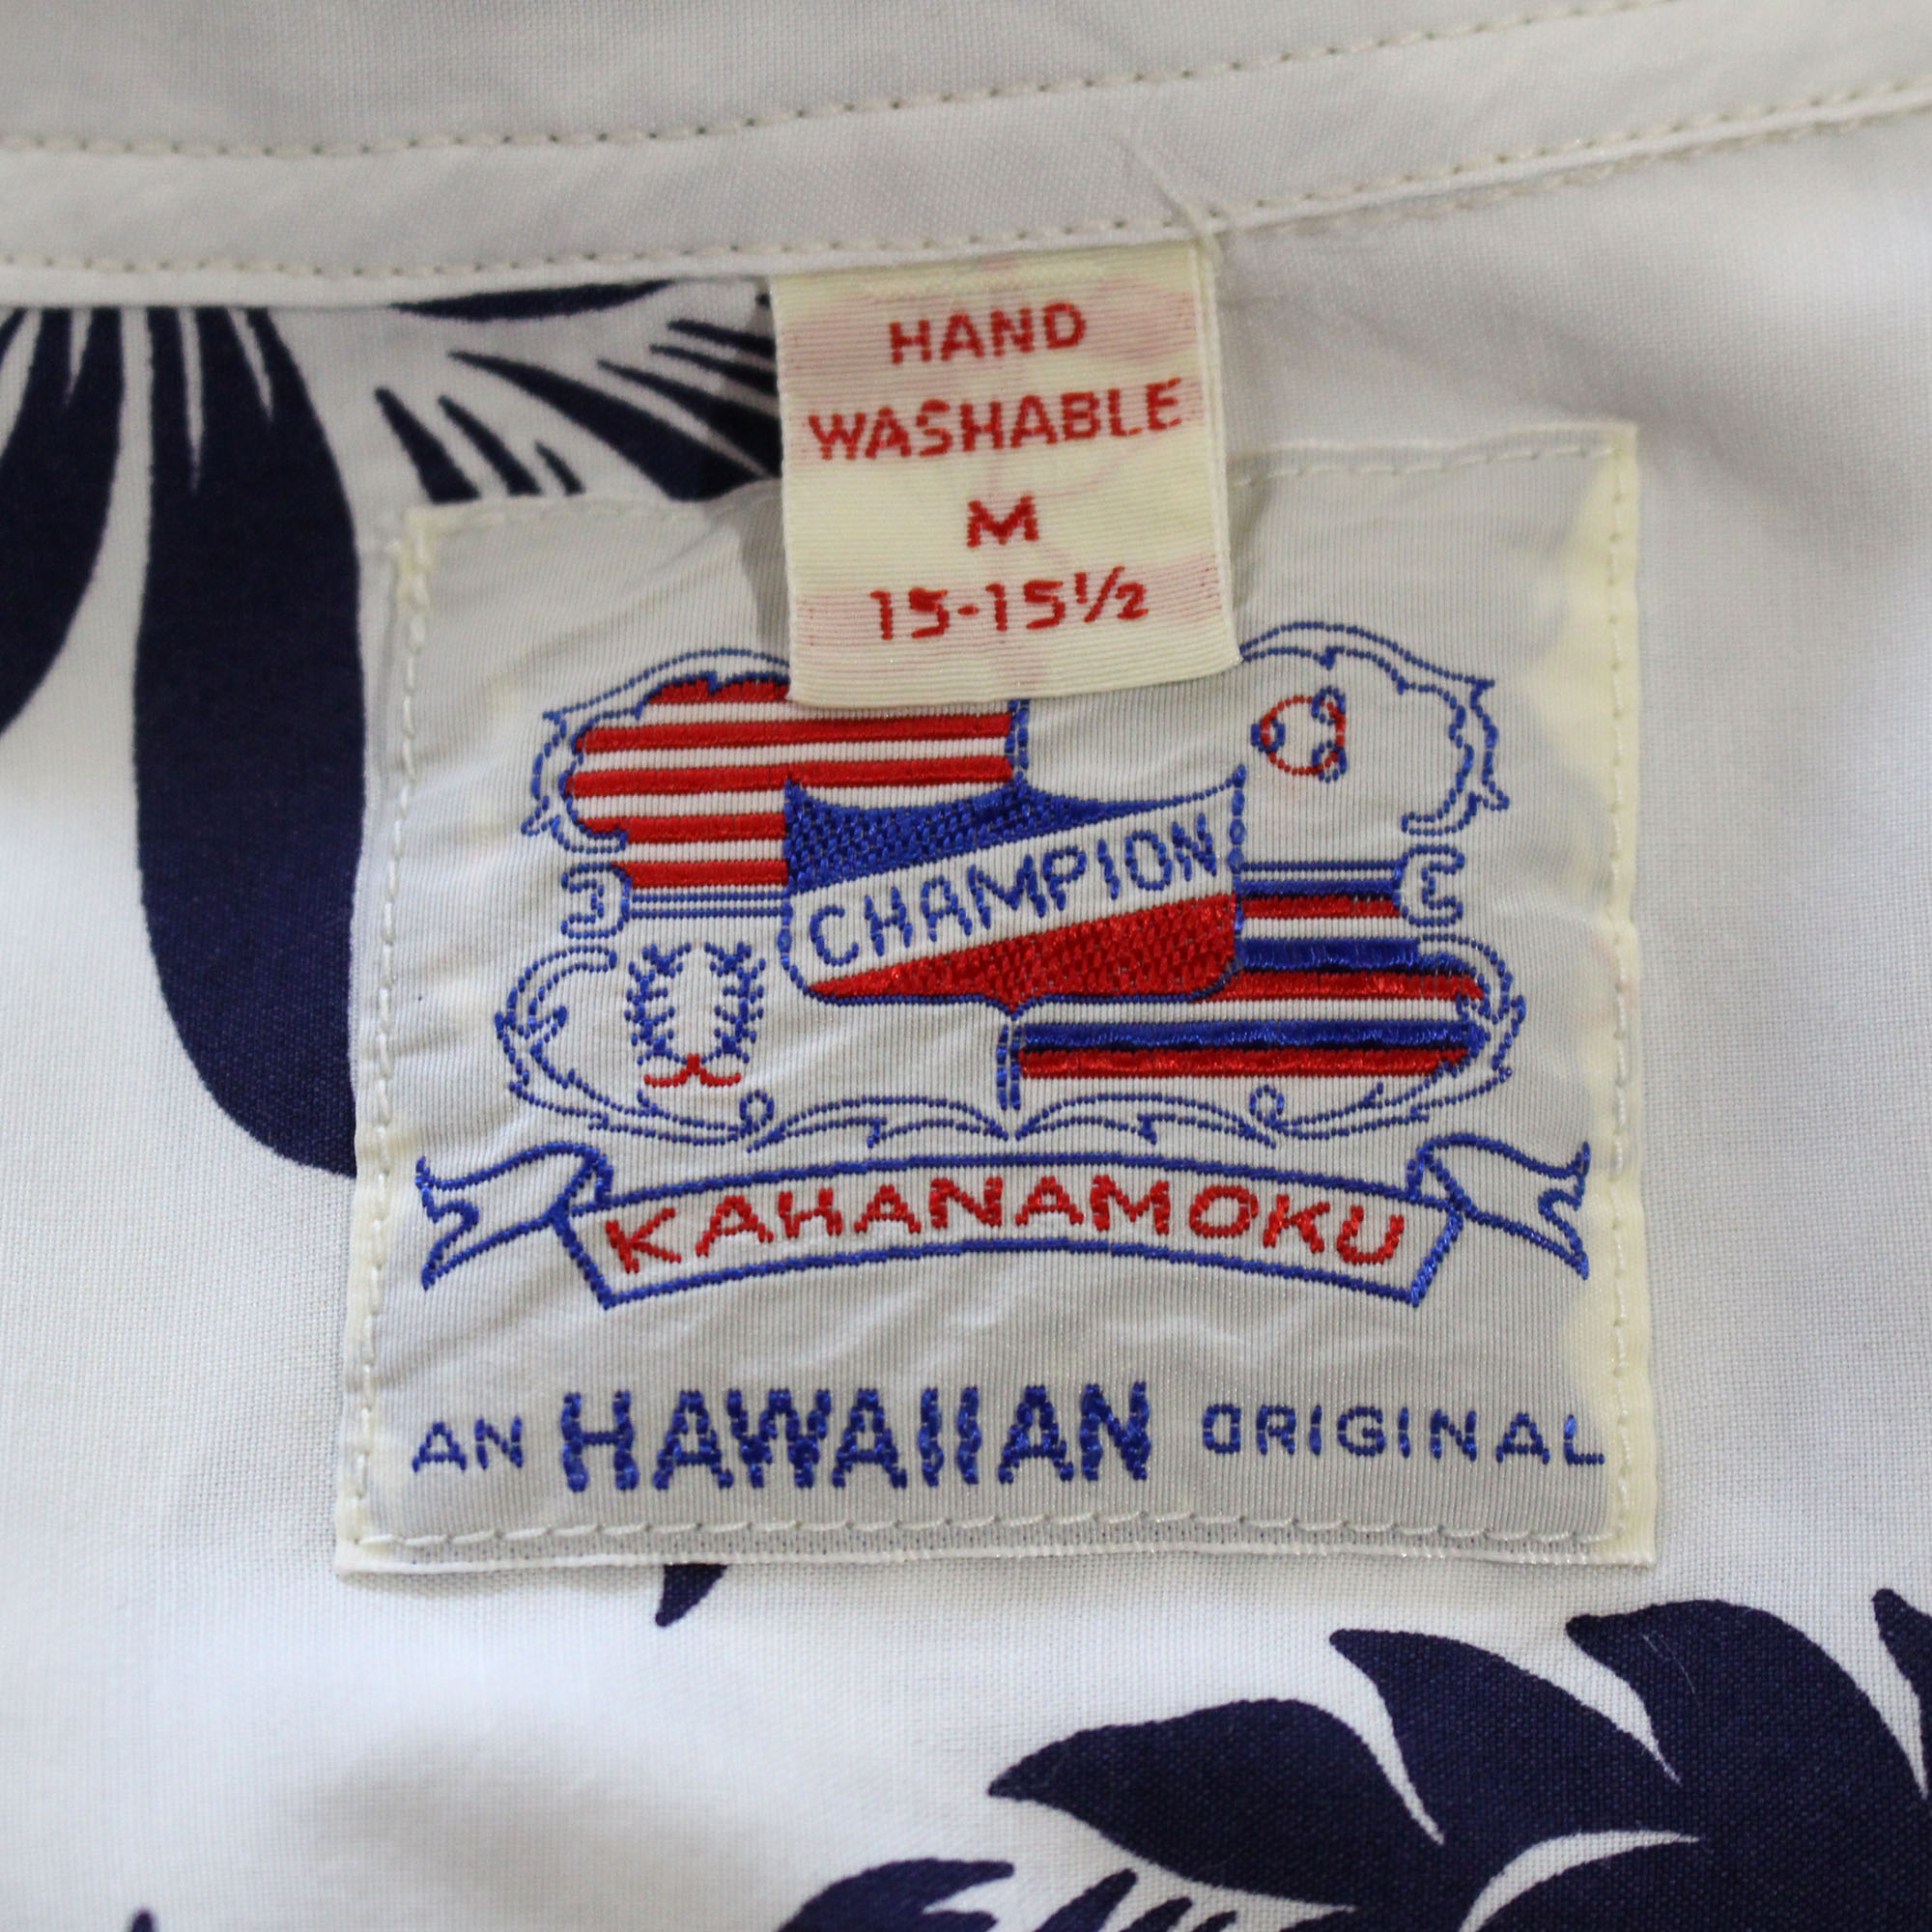 HAND
WASHABLE
M
15-15½
CHAMPION
KAHANAMOKU
AN HAWAIIAN ORIGINAL